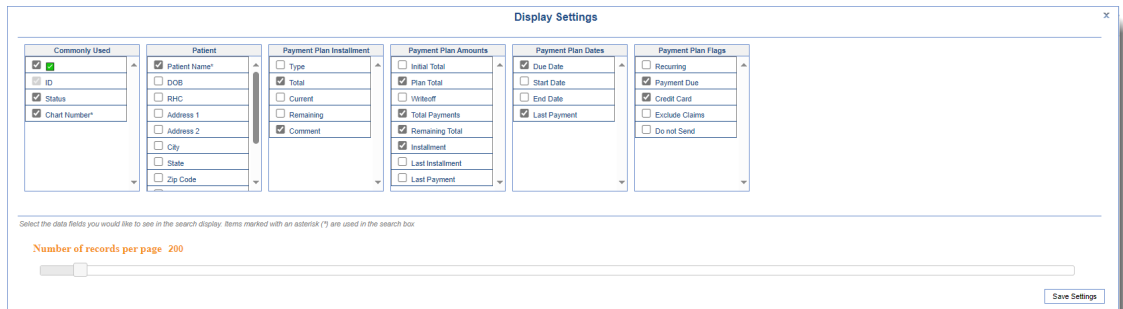 Display Settings
x
Commonly Used
ID
Status
Chart Number*
Patient
Patient Name*
DOB
RHC
Address 1
Address 2
City
State
Zip Code
Payment Plan Installment
Type
Total
Current
Remaining
Comment
Payment Plan Amounts
Initial Total
Plan Total
Writeoff
Total Payments
Remaining Total
Installment
Last Installment
Last Payment
Payment Plan Dates
Due Date
Start Date
End Date
Last Payment
Payment Plan Flags
Recurring
Payment Due
Credit Card
Exclude Claims
Do not Send
Select the data fields you would like to see in the search display. Items marked with an asterisk (*) are used in the search box
Number of records per page 200
Save Settings